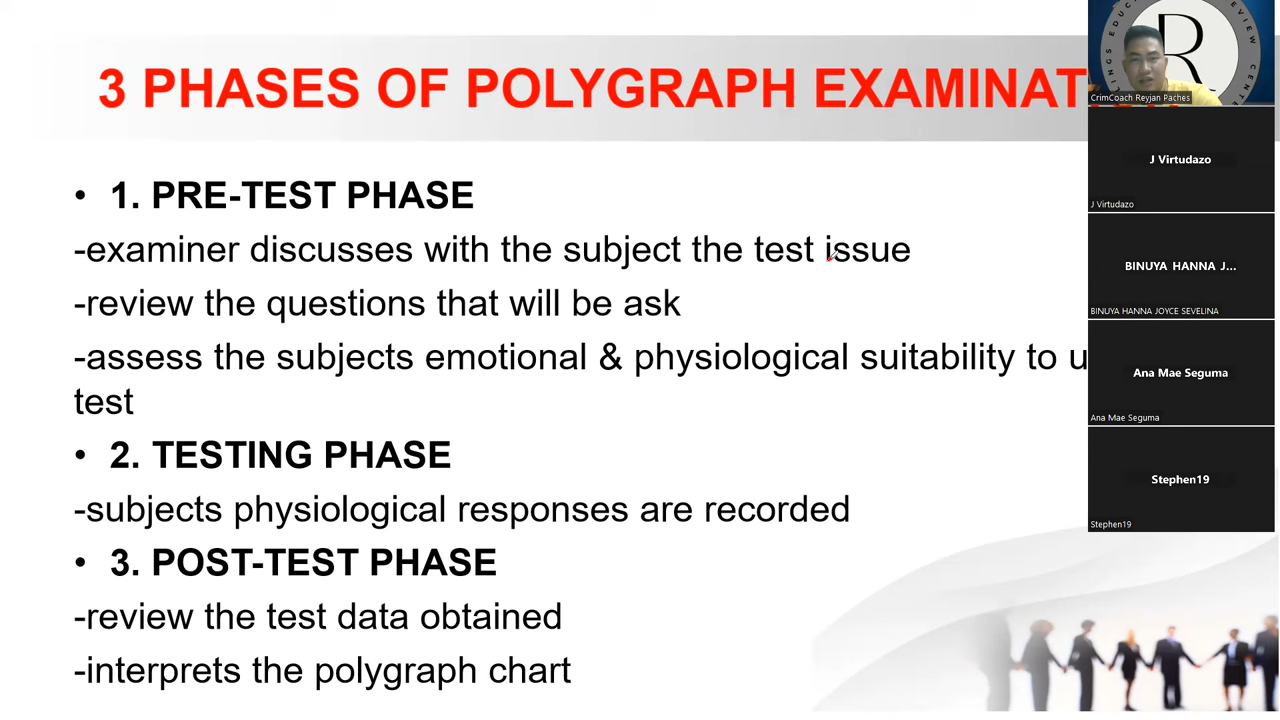 3 PHASES OF POLYGRAPH EXAMINAT
• 1. PRE-TEST PHASE
-examiner discusses with the subject the test issue
-review the questions that will be ask
-assess the subjects emotional & physiological suitability to u
test
• 2. TESTING PHASE
-subjects physiological responses are recorded
• 3. POST-TEST PHASE
-review the test data obtained
-interprets the polygraph chart
R
CrimCoach Reyjan Paches
J Virtudazo
J Virtudazo
BINUYA HANNA J...
BINUYA HANNA JOYCE SEVELINA
Ana Mae Seguma
Ana Mae Seguma
Stephen19
Stephen19